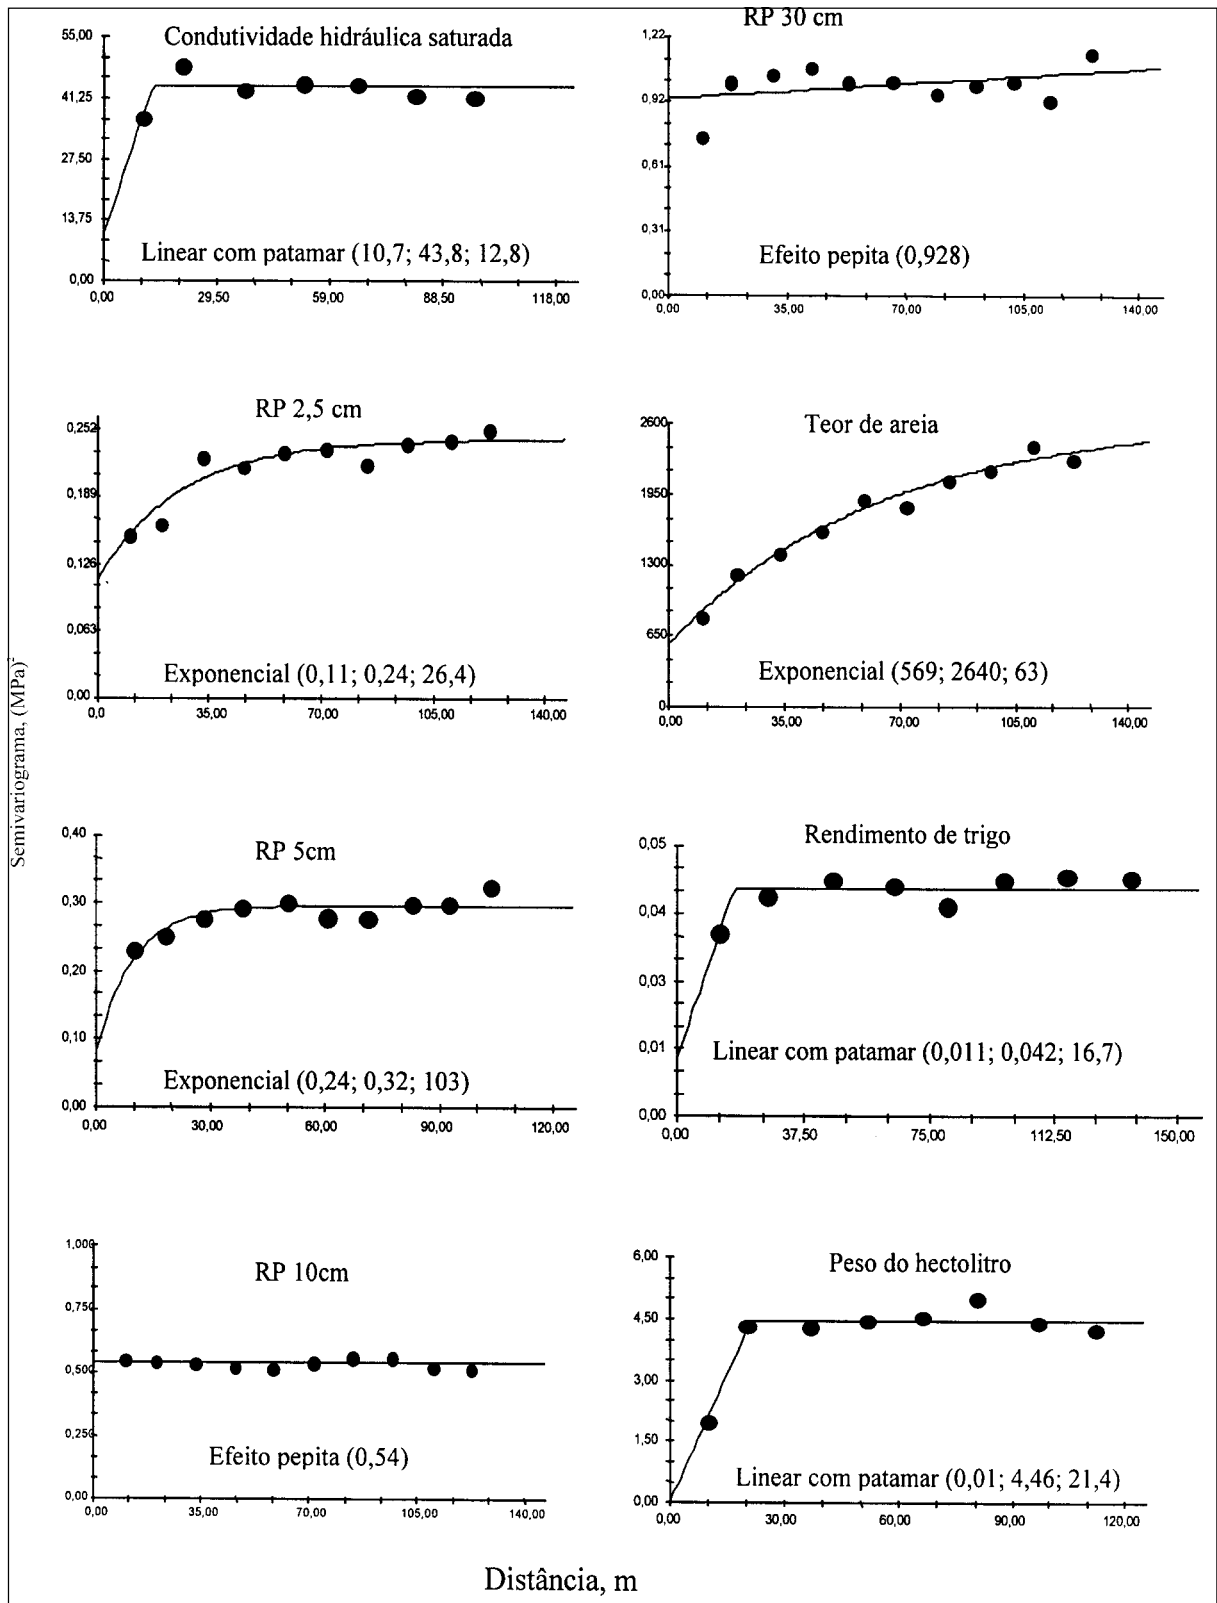 Condutividade hidráulica saturada
55,00
41,25
27,50
13,75
0,00
Linear com patamar (10,7; 43,8; 12,8)
0,00 29,50 59,00 88,50 118,00
RP 30 cm
1,22
0,92
0,61
0,31
0,00
Efeito pepita (0,928)
0,00 35,00 70,00 105,00 140,00
RP 2,5 cm
0,252
0,189
0,126
0,063
0,00
Exponencial (0,11; 0,24; 26,4)
0,0 35,00 70,00 105,00 140,00
Teor de areia
2600
1950
1300
650
0
Exponencial (569; 2640; 63)
0,00 35,00 70,00 105,00 140,00
Semivariograma, (MPa)²
RP 5cm
0,40
0,30
0,20
0,10
0,00
Exponencial (0,24; 0,32; 103)
0,00 30,00 60,00 90,00 120,00
Rendimento de trigo
0,05
0,04
0,03
0,01
0,00
Linear com patamar (0,011; 0,042; 16,7)
0,00 37,50 75,00 112,50 150,00
RP 10cm
1,000
0,750
0,500
0,250
0,00
Efeito pepita (0,54)
0,00 35,00 70,00 105,00 140,00
Peso do hectolitro
6,00
4,50
3,00
1,50
0,00
Linear com patamar (0,01; 4,46; 21,4)
0,00 30,00 60,00 90,00 120,00
Distância, m